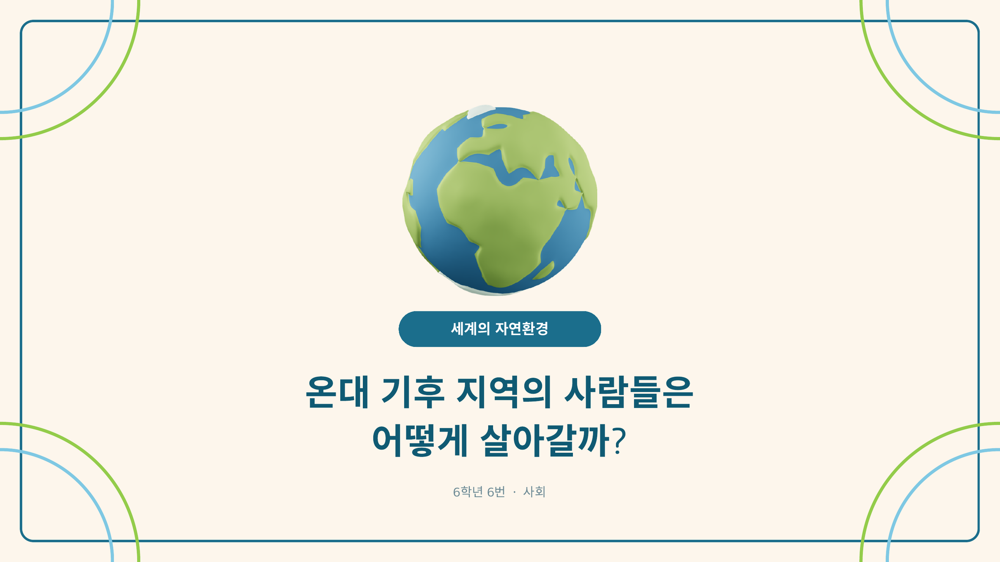 세계의 자연환경
온대 기후 지역의 사람들은
어떻게 살아갈까?
6학년 6번 · 사회